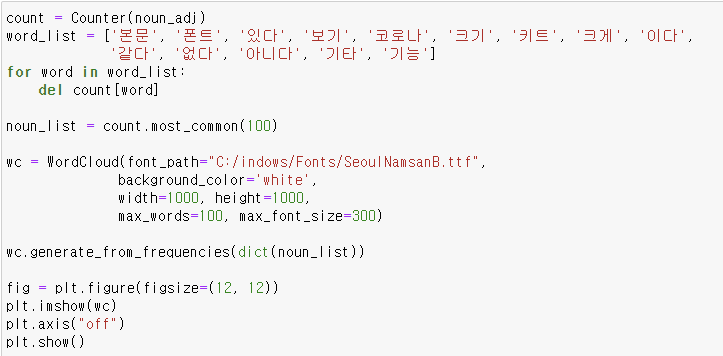 count = Counter(noun_adj)
word_list = ['본문', '폰트', '있다', '보기', '코로나', '크기', '키트', '크게', '이다',
'같다', '없다', '아니다', '기타', '기능']
for word in word_list:
del count[word]
noun_list = count.most_common(100)
wc = WordCloud(font_path="C:/indows/Fonts/SeoulNamsanB.ttf",
background_color='white',
width=1000, height=1000,
max_words=100, max_font_size=300)
wc.generate_from_frequencies(dict(noun_list))
fig = plt.figure(figsize=(12, 12))
plt.imshow(wc)
plt.axis("off")
plt.show()